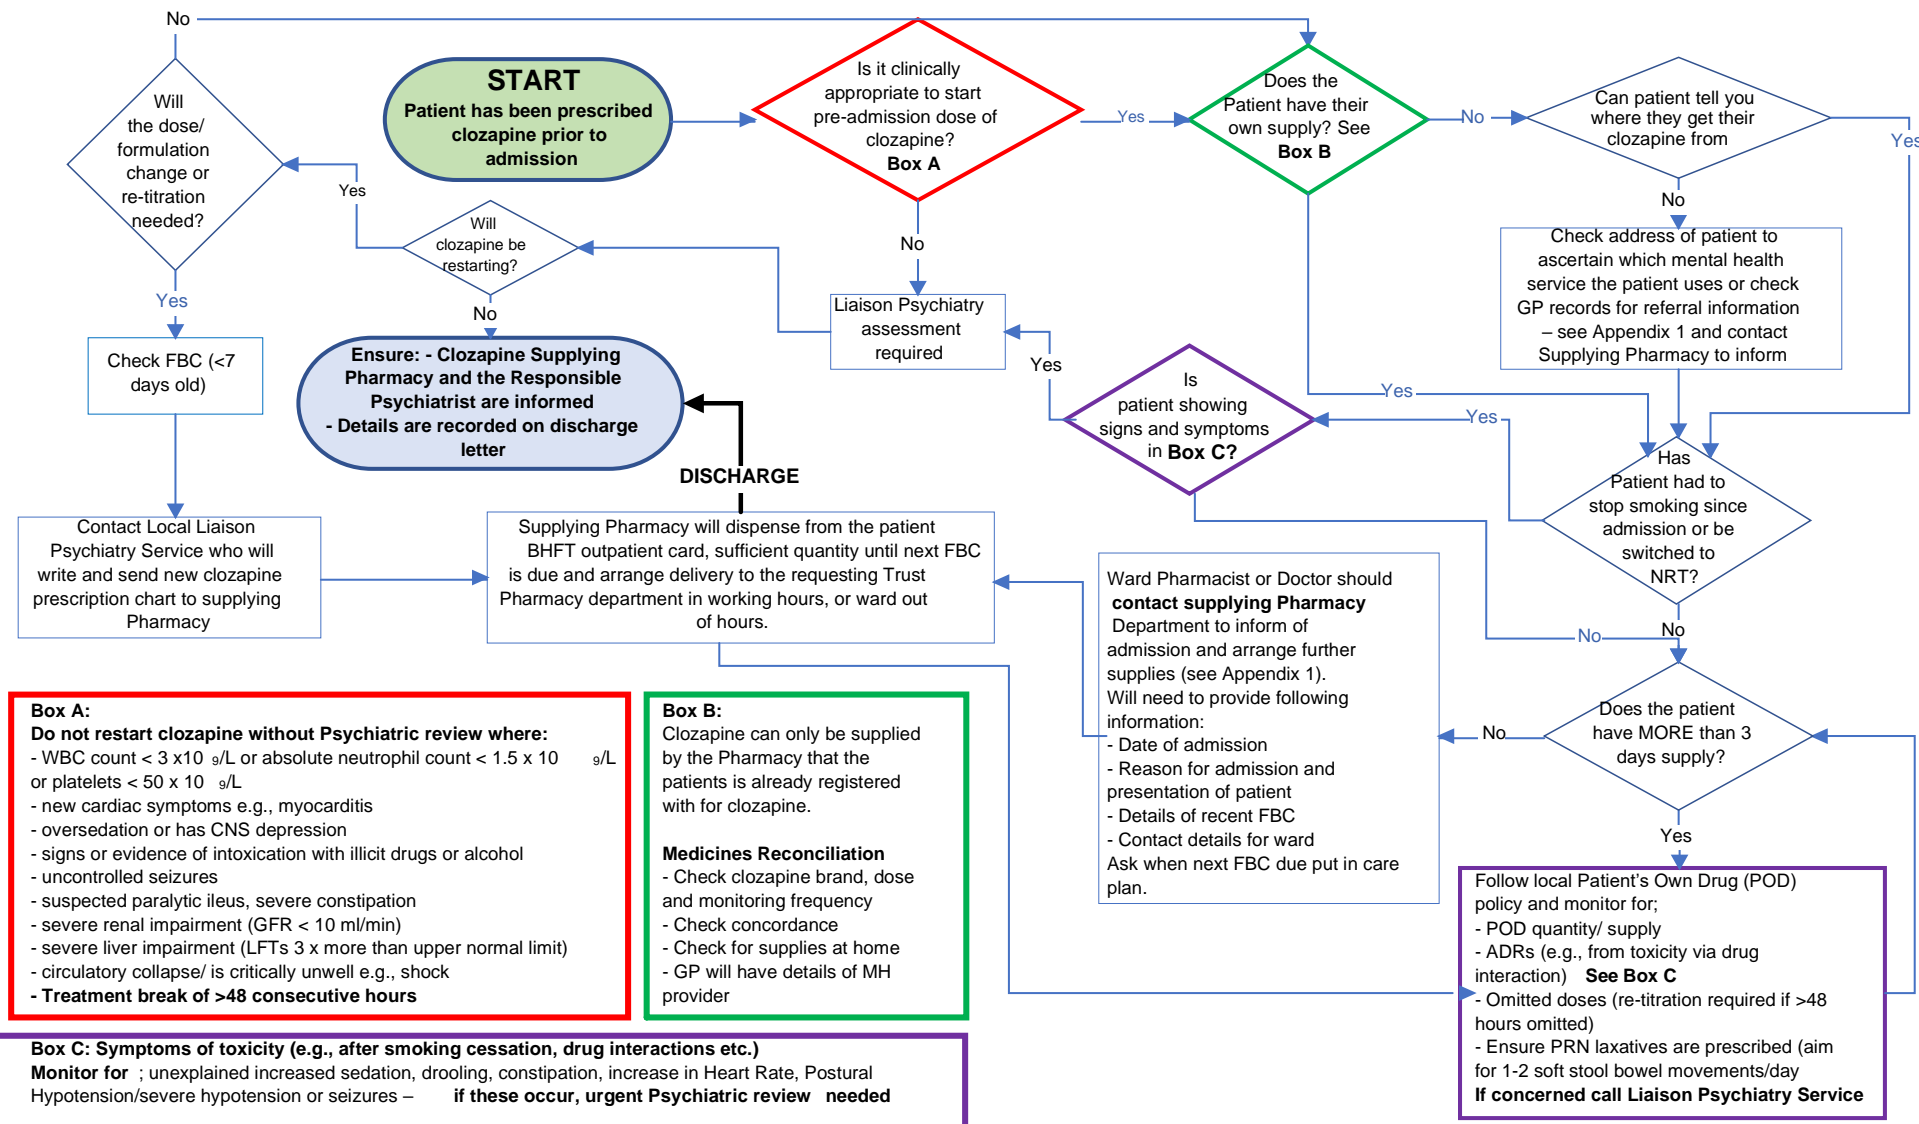 No
START
Patient has been prescribed
clozapine prior to
admission
Is it clinically
appropriate to start
pre-admission dose of
clozapine?
Box A
Yes
Does the
Patient have their
own supply? See
Box B
No
Can patient tell you
where they get their
clozapine from
Yes
Will
the dose/
formulation
change or
re-titration
needed?
Yes
Will
clozapine be
restarting?
No
No
Liaison Psychiatry
assessment
required
No
Check address of patient to
ascertain which mental health
service the patient uses or check
GP records for referral information
– see Appendix 1 and contact
Supplying Pharmacy to inform
Yes
Check FBC (<7
days old)
Ensure: - Clozapine Supplying
Pharmacy and the Responsible
Psychiatrist are informed
- Details are recorded on discharge
letter
Yes
Is
patient showing
signs and symptoms
in Box C?
Yes
Yes
Has
Patient had to
stop smoking since
admission or be
switched to
NRT?
DISCHARGE
Contact Local Liaison
Psychiatry Service who will
write and send new clozapine
prescription chart to supplying
Pharmacy
Supplying Pharmacy will dispense from the patient
BHFT outpatient card, sufficient quantity until next FBC
is due and arrange delivery to the requesting Trust
Pharmacy department in working hours, or ward out
of hours.
Ward Pharmacist or Doctor should
contact supplying Pharmacy
Department to inform of
admission and arrange further
supplies (see Appendix 1).
Will need to provide following
information:
- Date of admission
- Reason for admission and
presentation of patient
- Details of recent FBC
- Contact details for ward
Ask when next FBC due put in care
plan.
No
No
Does the patient
have MORE than 3
days supply?
No
Yes
Box A:
Do not restart clozapine without Psychiatric review where:
- WBC count < 3 x10 9/L or absolute neutrophil count < 1.5 x 10 9/L
or platelets < 50 x 10 9/L
- new cardiac symptoms e.g., myocarditis
- oversedation or has CNS depression
- signs or evidence of intoxication with illicit drugs or alcohol
- uncontrolled seizures
- suspected paralytic ileus, severe constipation
- severe renal impairment (GFR < 10 ml/min)
- severe liver impairment (LFTs 3 x more than upper normal limit)
- circulatory collapse/ is critically unwell e.g., shock
- Treatment break of >48 consecutive hours
Box B:
Clozapine can only be supplied
by the Pharmacy that the
patients is already registered
with for clozapine.
Medicines Reconciliation
- Check clozapine brand, dose
and monitoring frequency
- Check concordance
- Check for supplies at home
- GP will have details of MH
provider
Follow local Patient's Own Drug (POD)
policy and monitor for;
- POD quantity/ supply
- ADRs (e.g., from toxicity via drug
interaction) See Box C
- Omitted doses (re-titration required if >48
hours omitted)
- Ensure PRN laxatives are prescribed (aim
for 1-2 soft stool bowel movements/day
If concerned call Liaison Psychiatry Service
Box C: Symptoms of toxicity (e.g., after smoking cessation, drug interactions etc.)
Monitor for ; unexplained increased sedation, drooling, constipation, increase in Heart Rate, Postural
Hypotension/severe hypotension or seizures – if these occur, urgent Psychiatric review needed